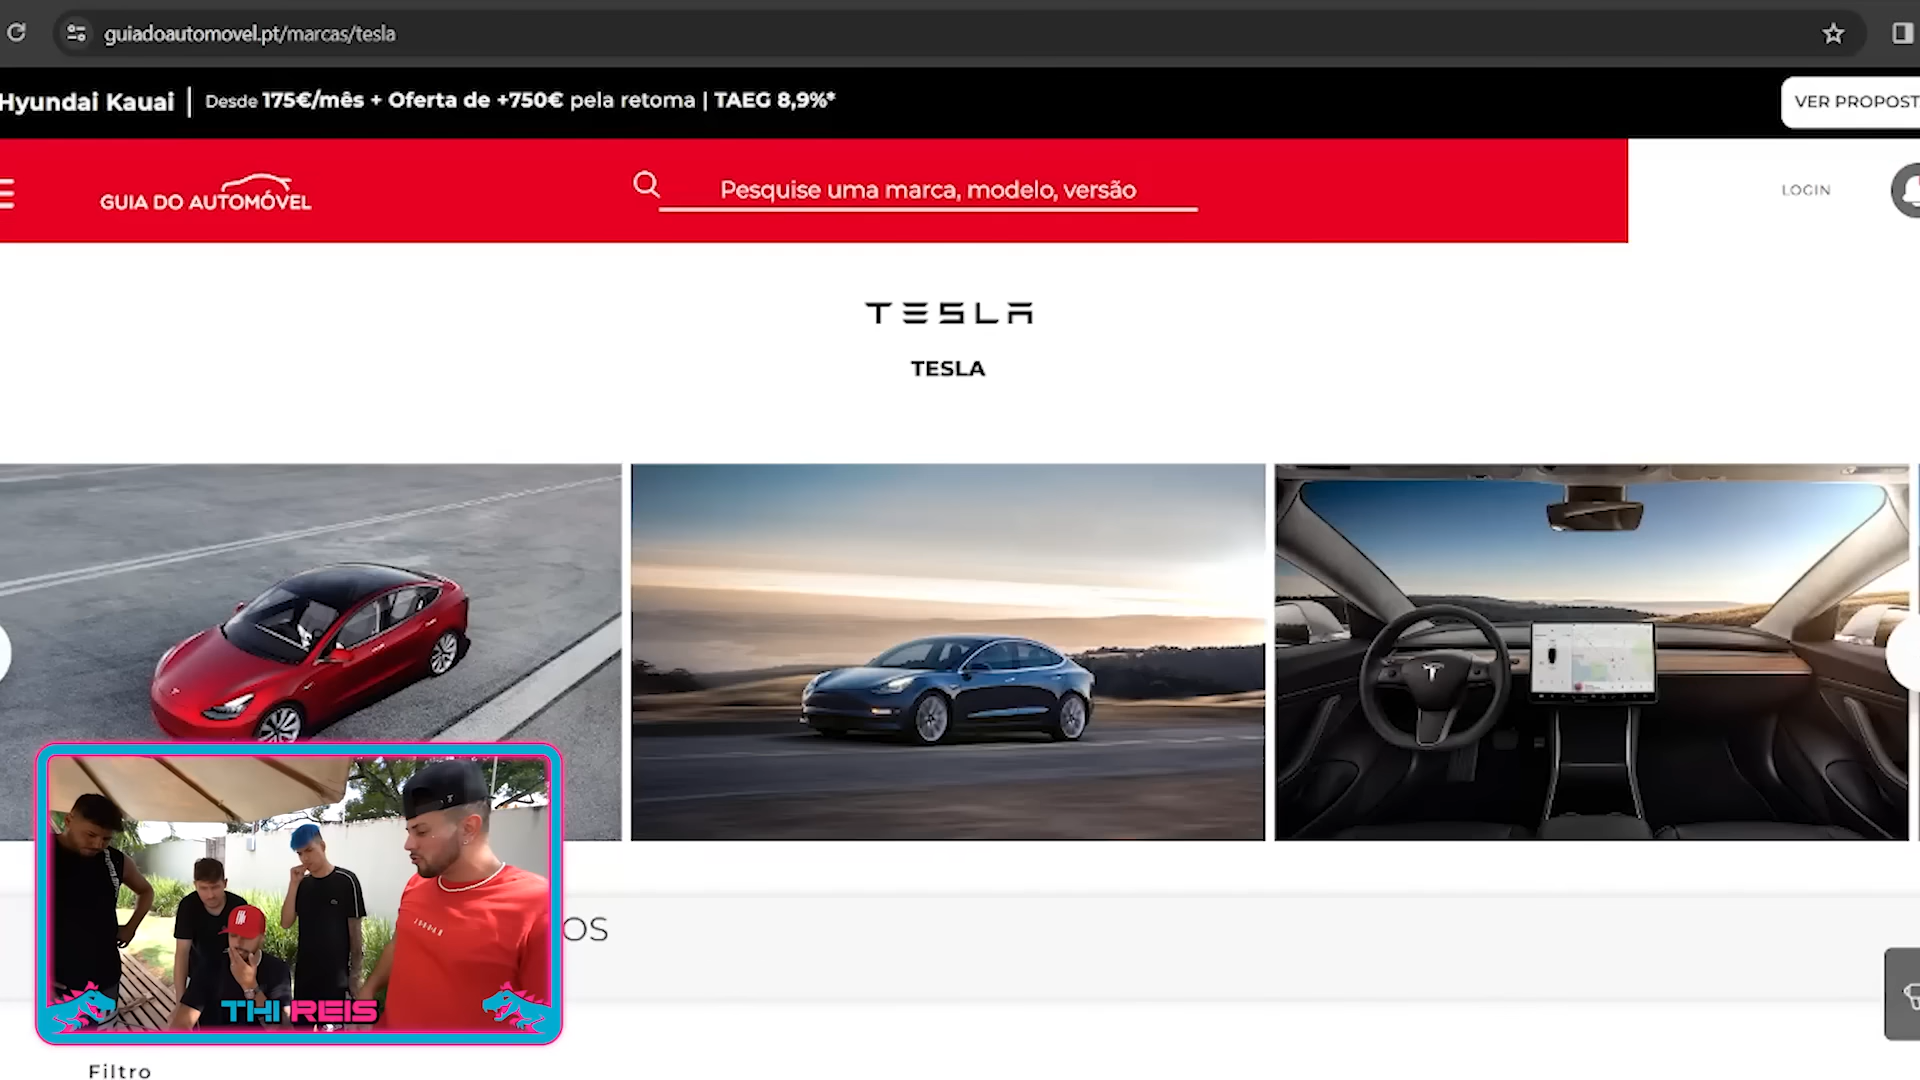 guiadoautomovel.pt/marcas/tesla
Hyundai Kauai | Desde 175€/mês + Oferta de +750€ pela retoma | TAEG 8,9%*
VER PROPOST
GUIA DO AUTOMÓVEL
Pesquise uma marca, modelo, versão
LOGIN
TESLA
TESLA
OS
JORDAN
THI REIS
Filtro